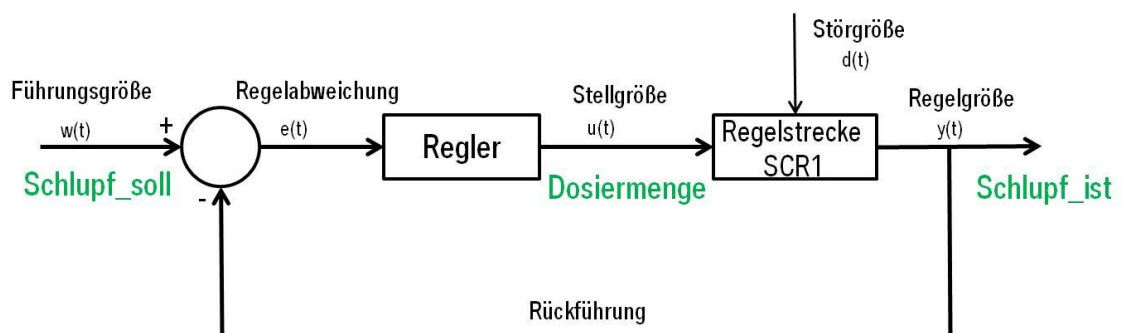 Störgröße
d(t)
Führungsgröße
w(t)
+
Schlupf_soll
-
Regelabweichung
e(t)
Regler
Stellgröße
u(t)
Dosiermenge
Regelstrecke
SCR1
Regelgröße
y(t)
Schlupf_ist
Rückführung